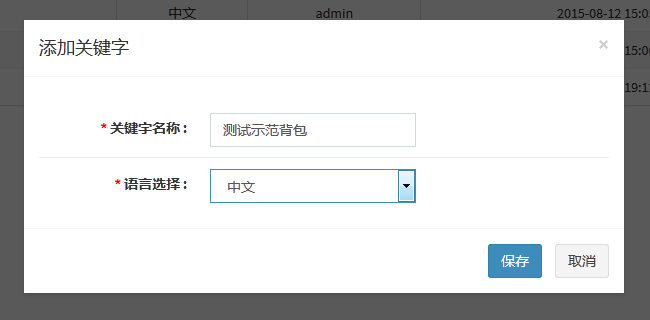 中文 admin 2015-08-12 15:0
添加关键字 ×
15:0
19:1
* 关键字名称： 测试示范背包
* 语言选择： 中文
保存 取消